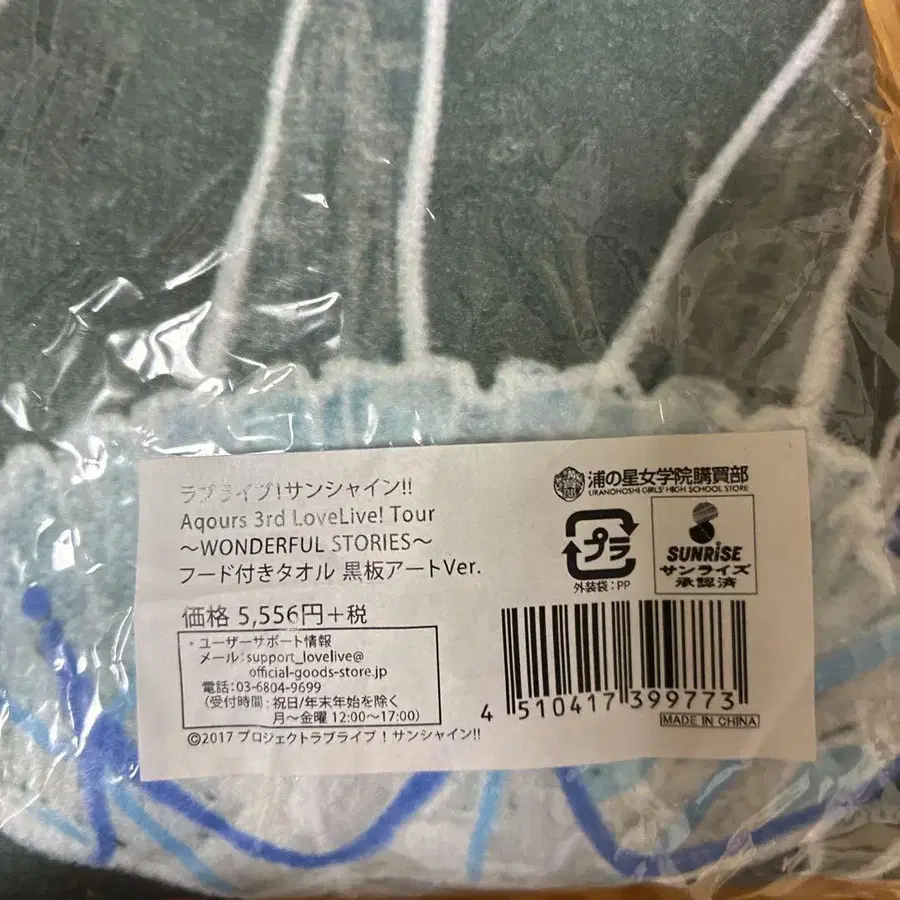 ラブライブ!サンシャイン!!
Aqours 3rd LoveLive! Tour
～WONDERFUL STORIES～
フード付きタオル 黒板アートVer.
価格 5,556円+税
・ユーザーサポート情報
メール:support_lovelive@
official-goods-store.jp
電話:03-6804-9699
(受付時間:祝日/年末年始を除く
月～金曜 12:00～17:00)
©2017 プロジェクトラブライブ!サンシャイン!!
浦の星女学院購買部
URANOHOSHI GIRLS' HIGH SCHOOL STORE
プラ
外装袋:PP
SUNRISE
サンライズ
承認済
4 510417 399773
MADE IN CHINA